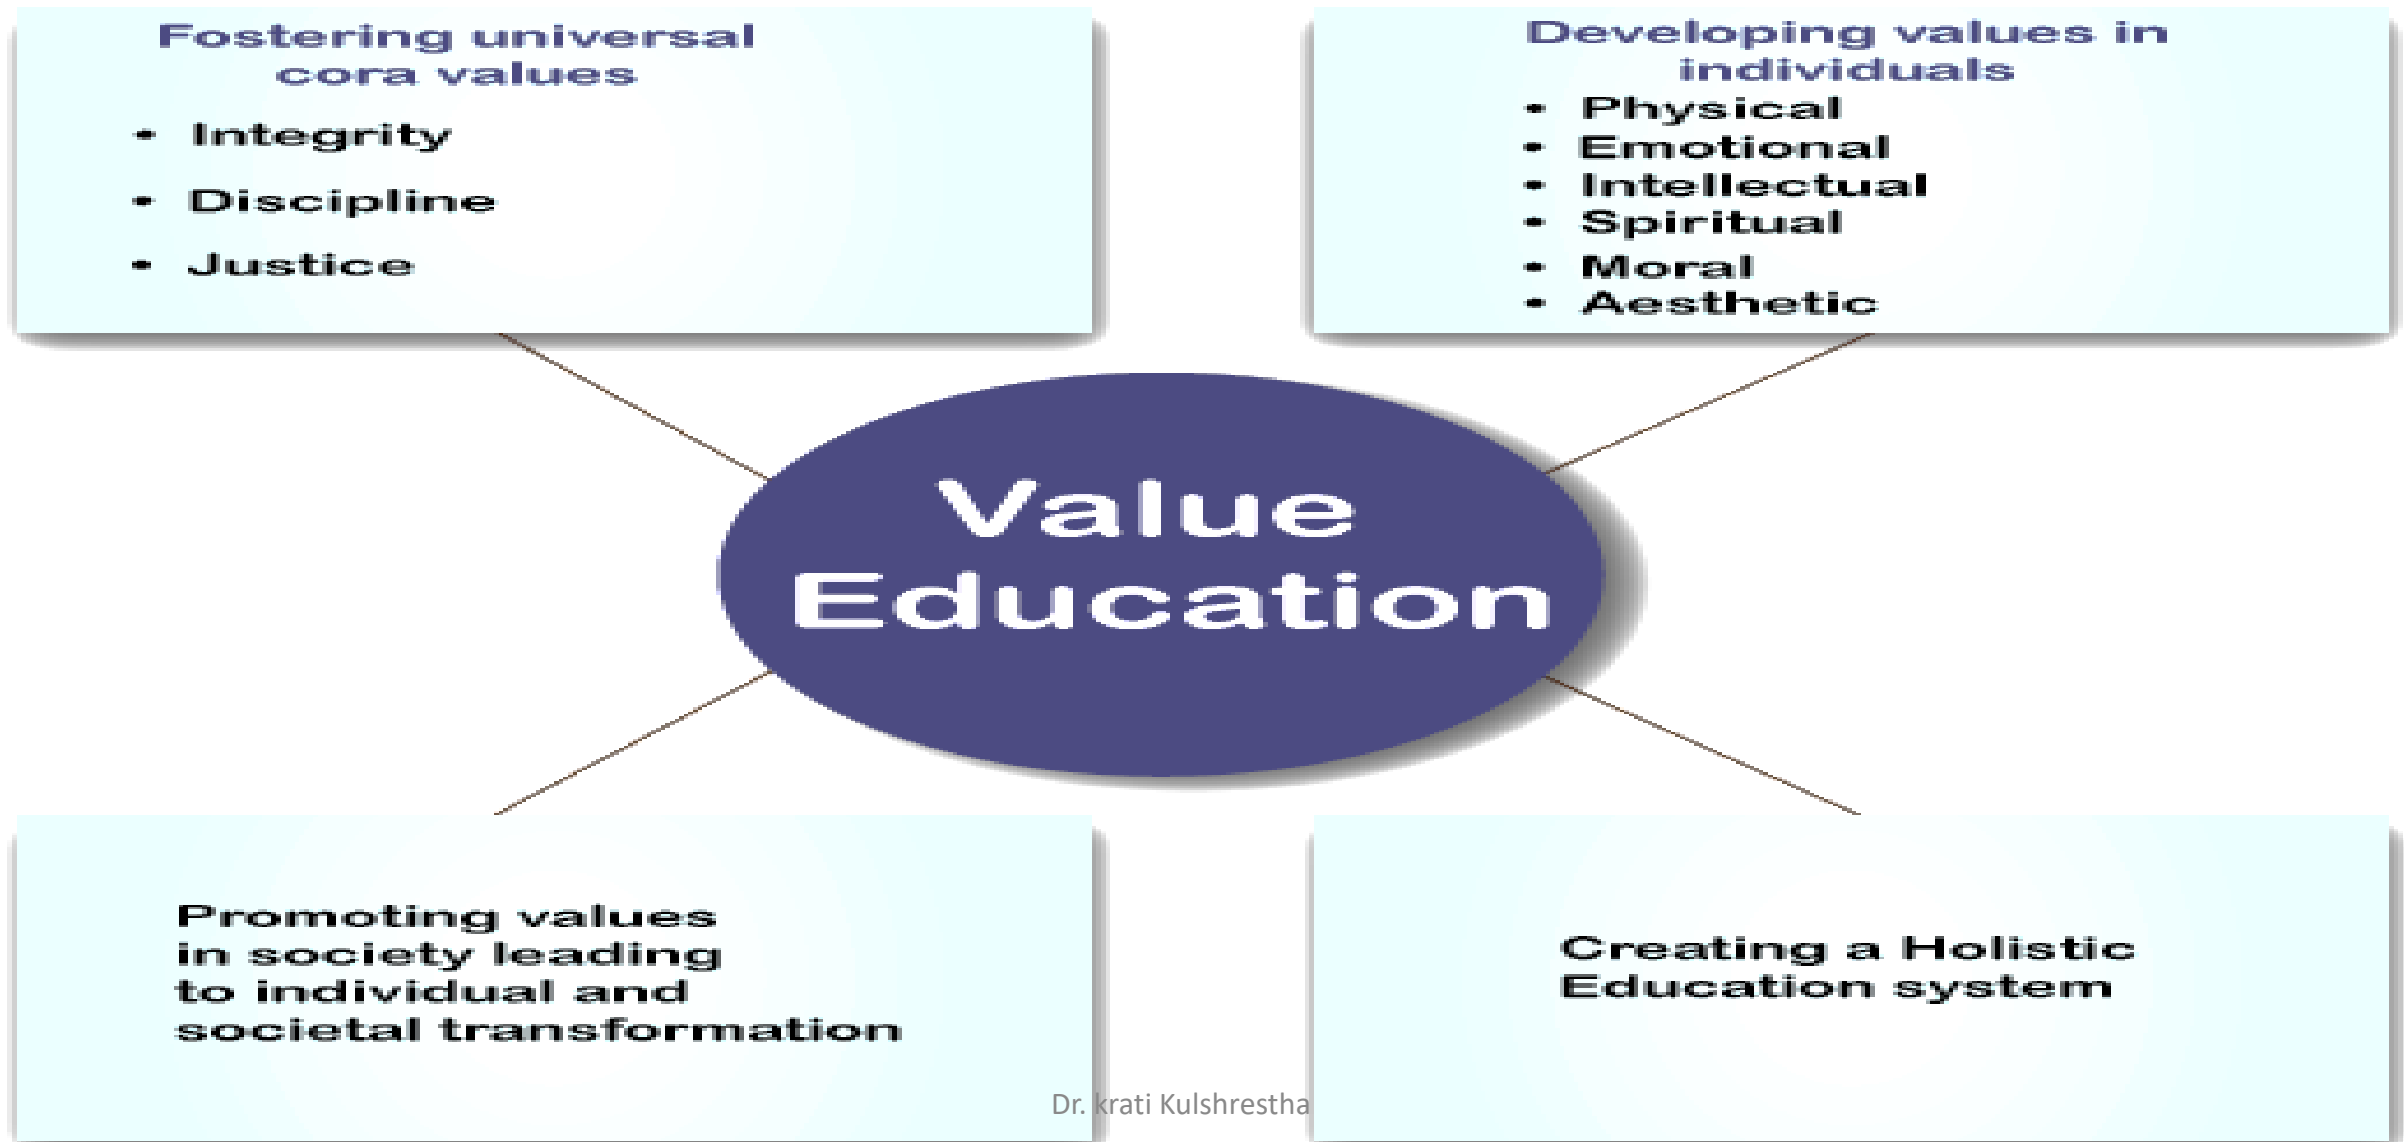 Fostering universal
cora values
• Integrity
• Discipline
• Justice
Developing values in
individuals
• Physical
• Emotional
• Intellectual
• Spiritual
• Moral
• Aesthetic
Value
Education
Promoting values
in society leading
to individual and
societal transformation
Creating a Holistic
Education system
Dr. krati Kulshrestha